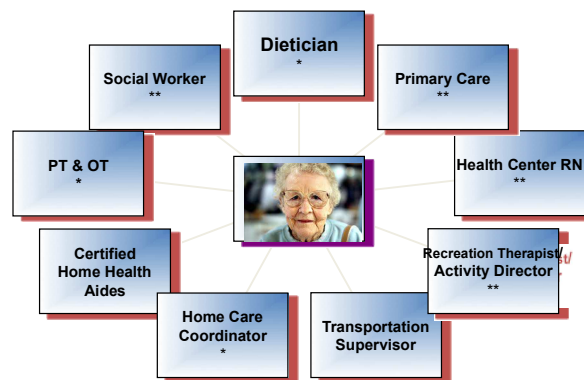 Dietician
*
Social Worker
**
Primary Care
**
PT & OT
*
Health Center RN
**
Certified
Home Health
Aides
Recreation Therapist/
Activity Director
**
Home Care
Coordinator
*
Transportation
Supervisor